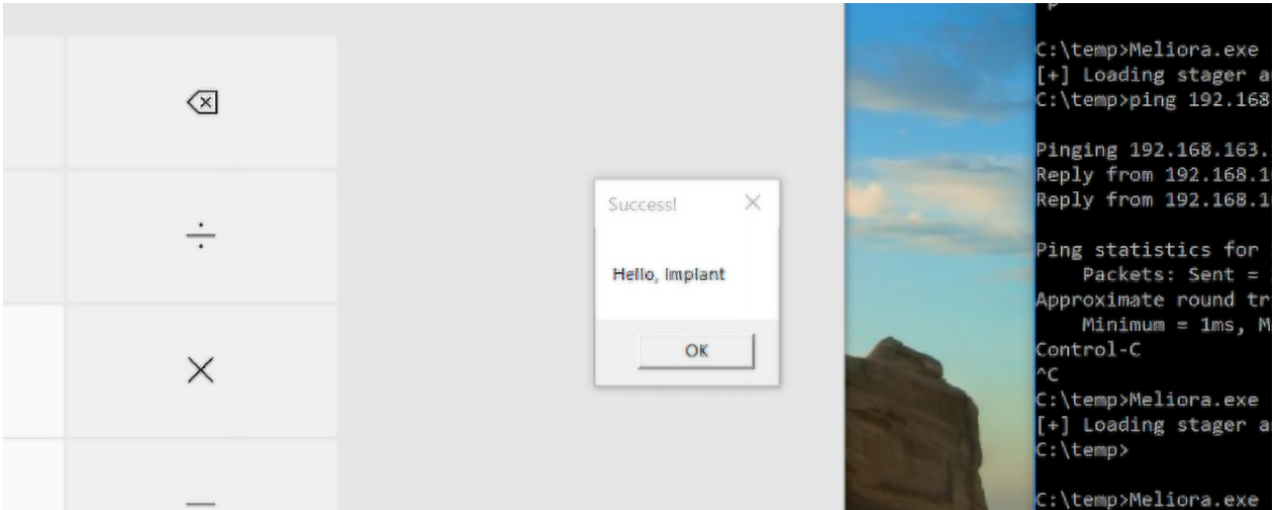 Success!
Hello, Implant
OK
C:\temp>Meliora.exe
[+] Loading stager a
C:\temp>ping 192.168
Pinging 192.168.163.
Reply from 192.168.1
Reply from 192.168.1
Ping statistics for
Packets: Sent =
Approximate round tr
Minimum = 1ms, M
Control-C
^C
C:\temp>Meliora.exe
[+] Loading stager a
C:\temp>
C:\temp>Meliora.exe